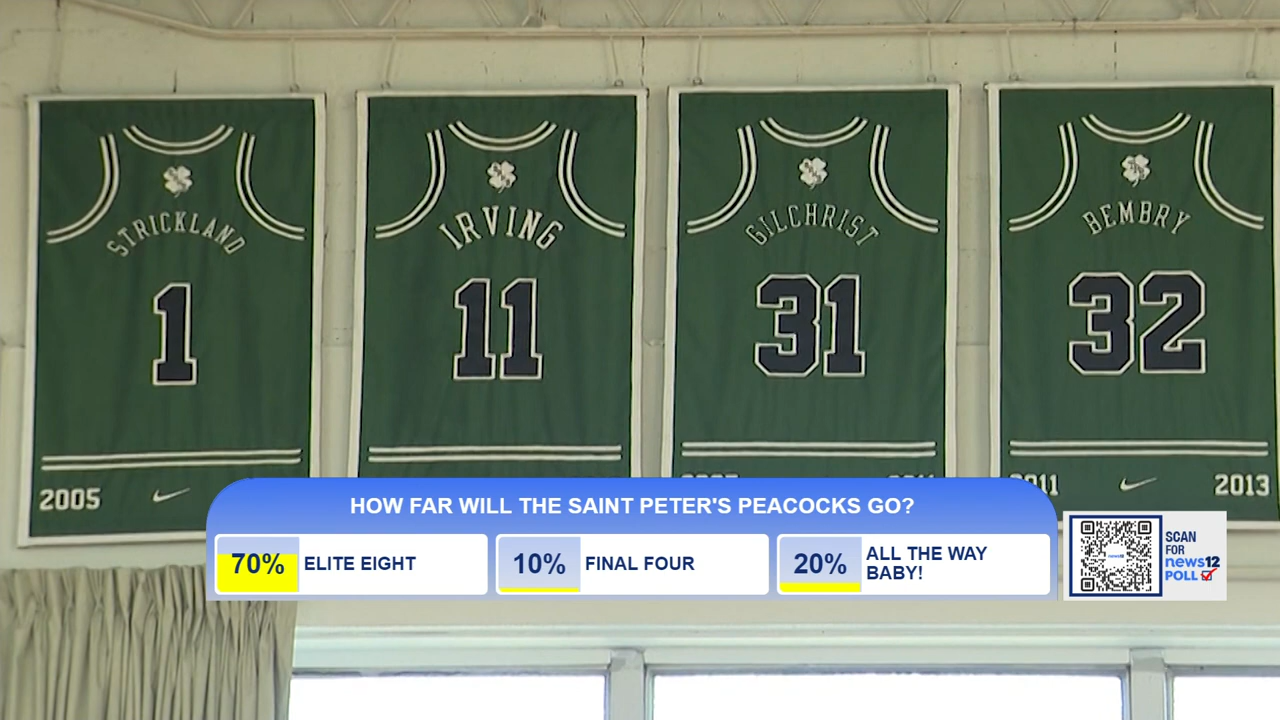 STRICKLAND
1
2005
IRVING
11
GILCHRIST
31
BEMBRY
32
2013
HOW FAR WILL THE SAINT PETER'S PEACOCKS GO?
70% ELITE EIGHT
10% FINAL FOUR
20% ALL THE WAY
BABY!
SCAN
FOR
news12
POLL
news12